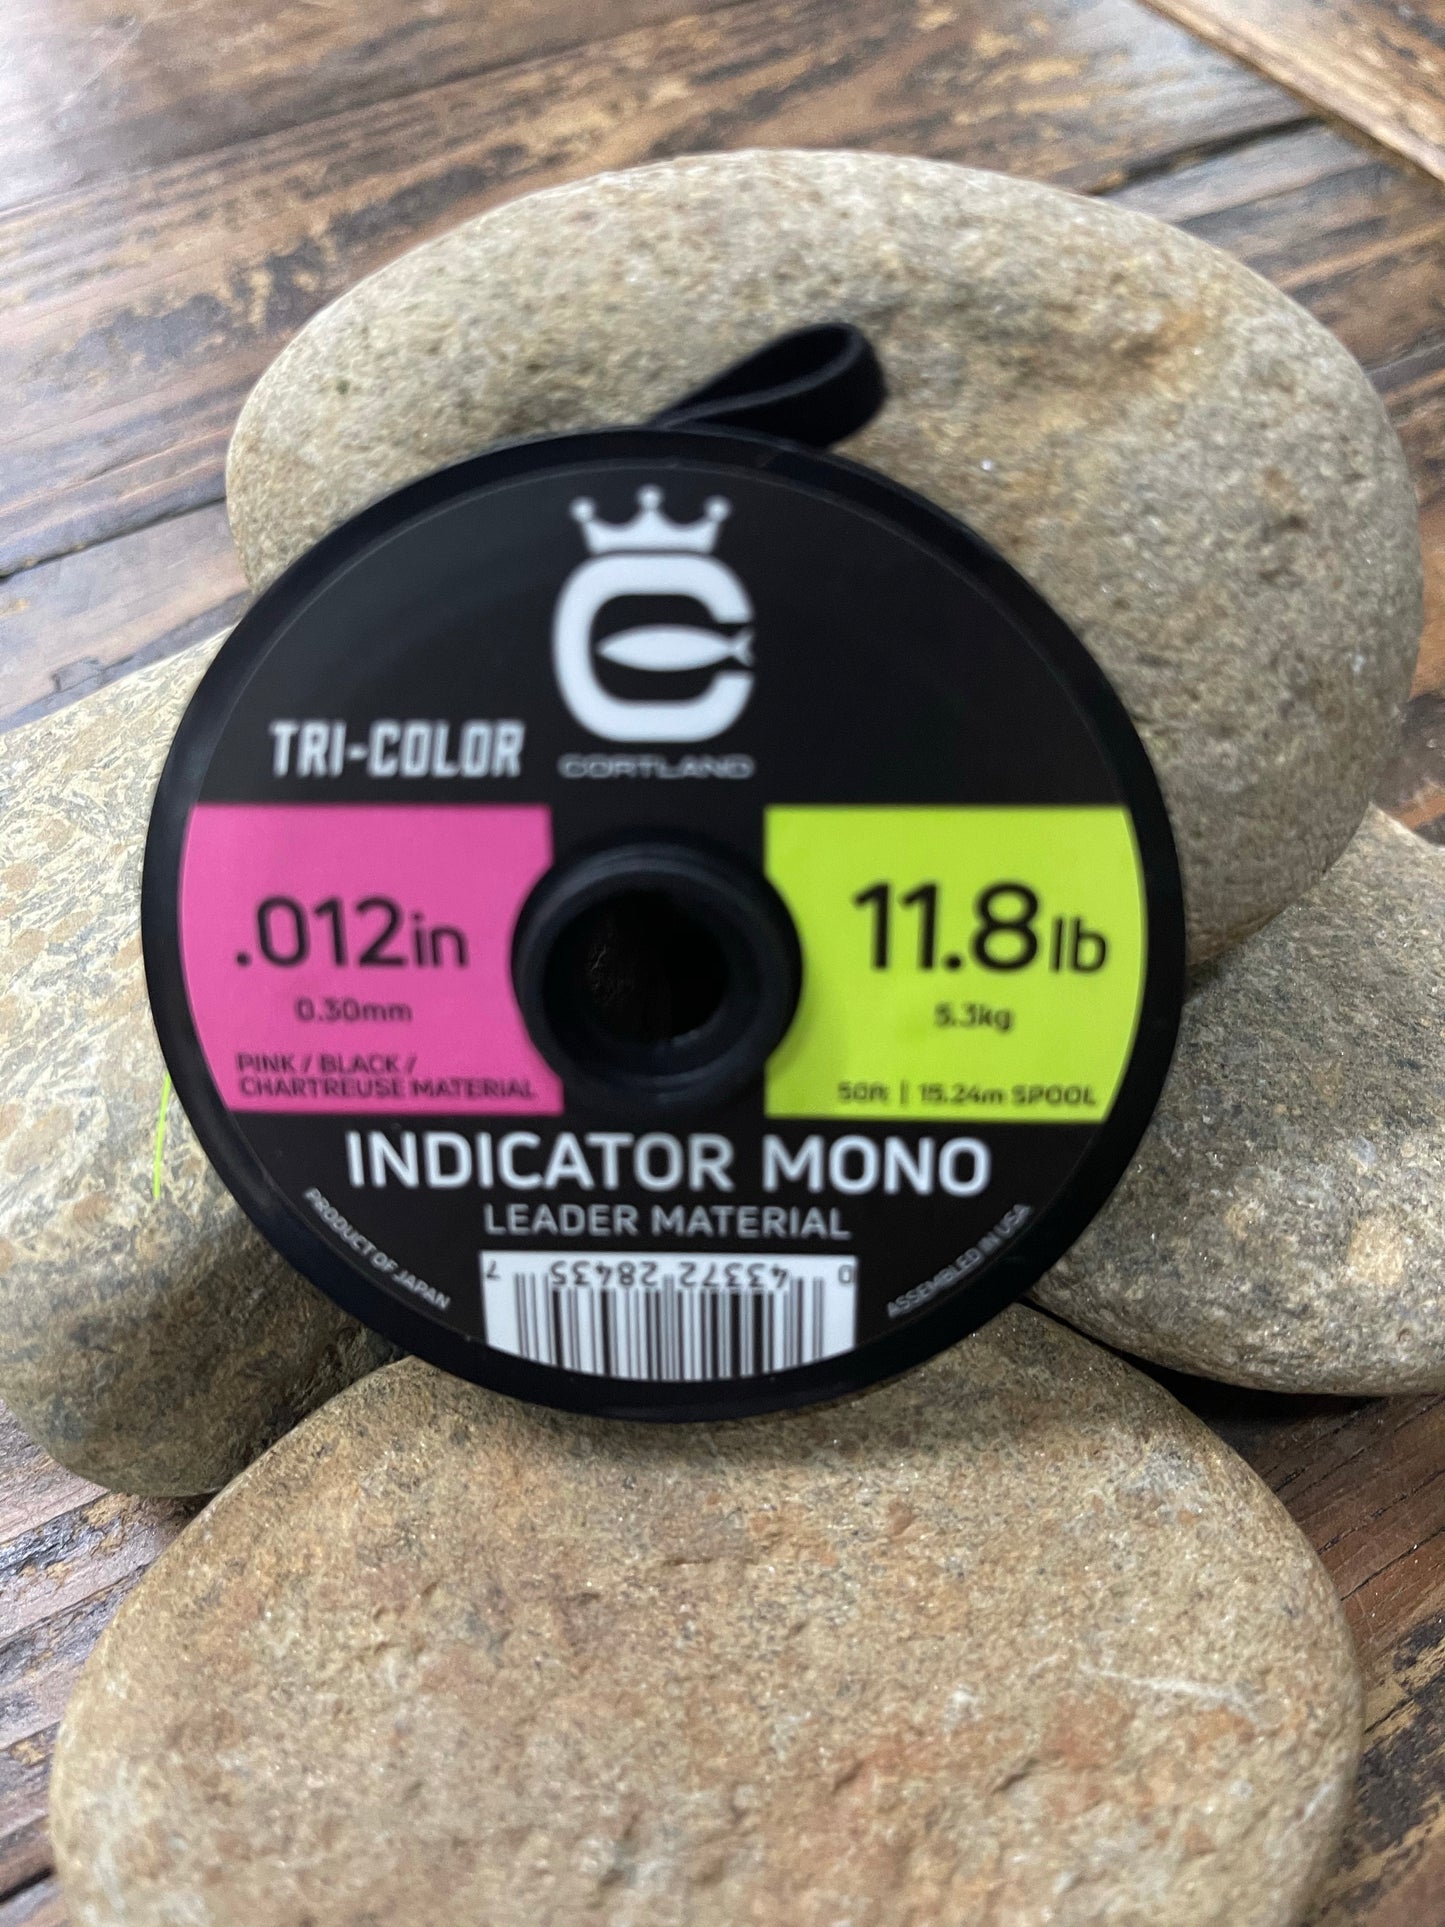 CORTLAND
TRI-COLOR
.012in
0.30mm
PINK / BLACK /
CHARTREUSE MATERIAL
11.8lb
5.3kg
50ft | 15.24m SPOOL
INDICATOR MONO
LEADER MATERIAL
PRODUCT OF JAPAN
ASSEMBLED IN USA
0 43372 28435 7